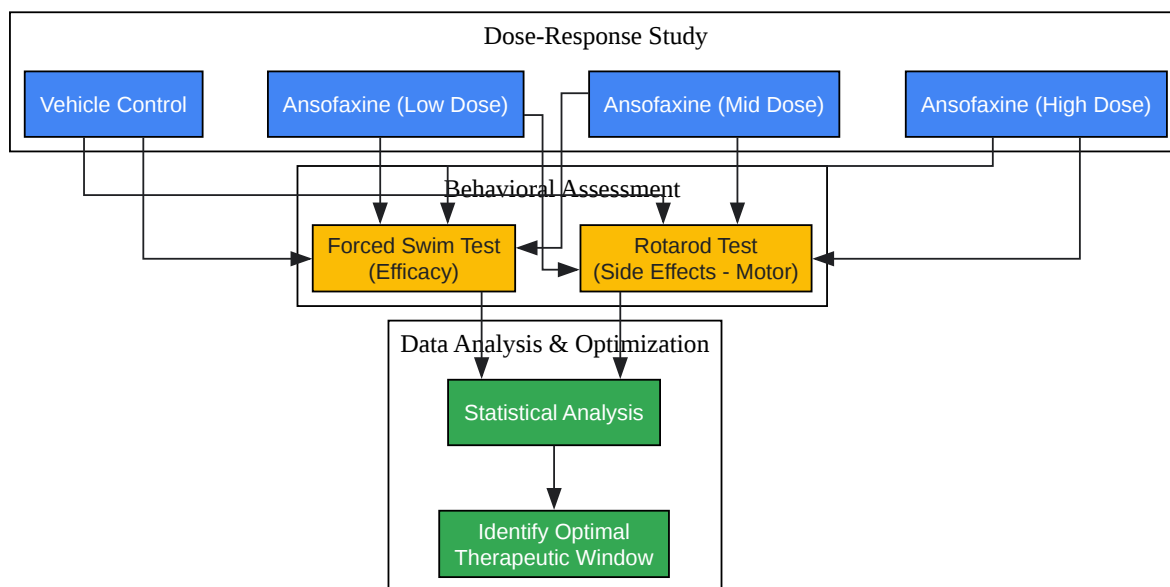 Dose-Response Study
Vehicle Control
Ansofaxine (Low Dose)
Ansofaxine (Mid Dose)
Ansofaxine (High Dose)
Behavioral Assessment
Forced Swim Test
(Efficacy)
Rotarod Test
(Side Effects - Motor)
Data Analysis & Optimization
Statistical Analysis
Identify Optimal
Therapeutic Window